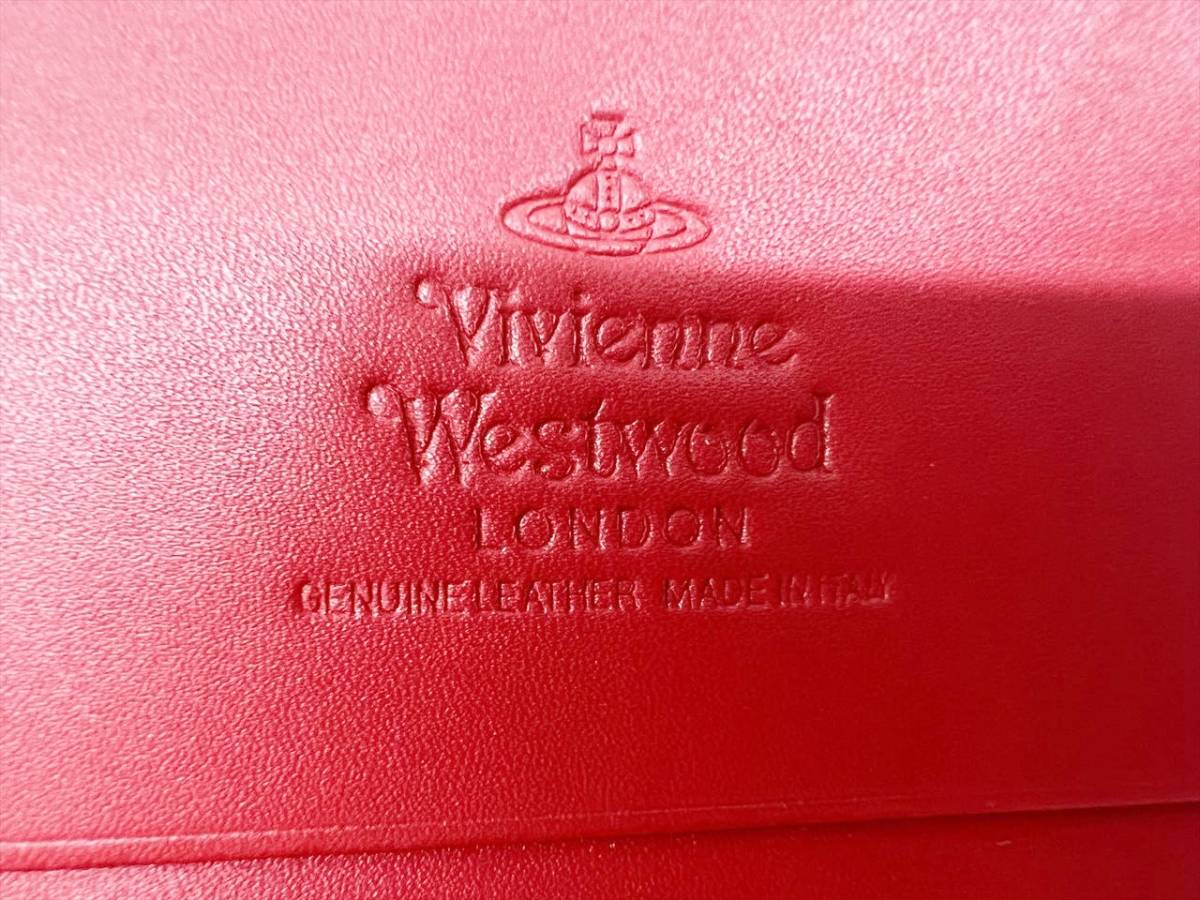 Vivienne
Westwood
LONDON
GENUINE LEATHER MADE IN ITALY